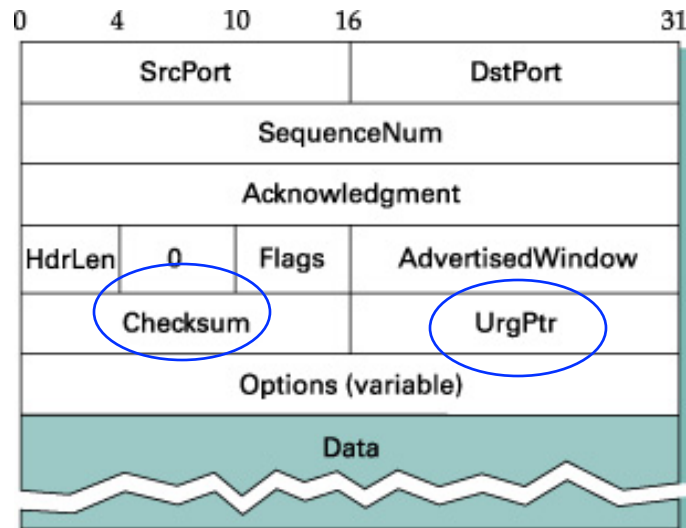 0 4 10 16 31
SrcPort DstPort
SequenceNum
Acknowledgment
HdrLen 0 Flags AdvertisedWindow
Checksum UrgPtr
Options (variable)
Data